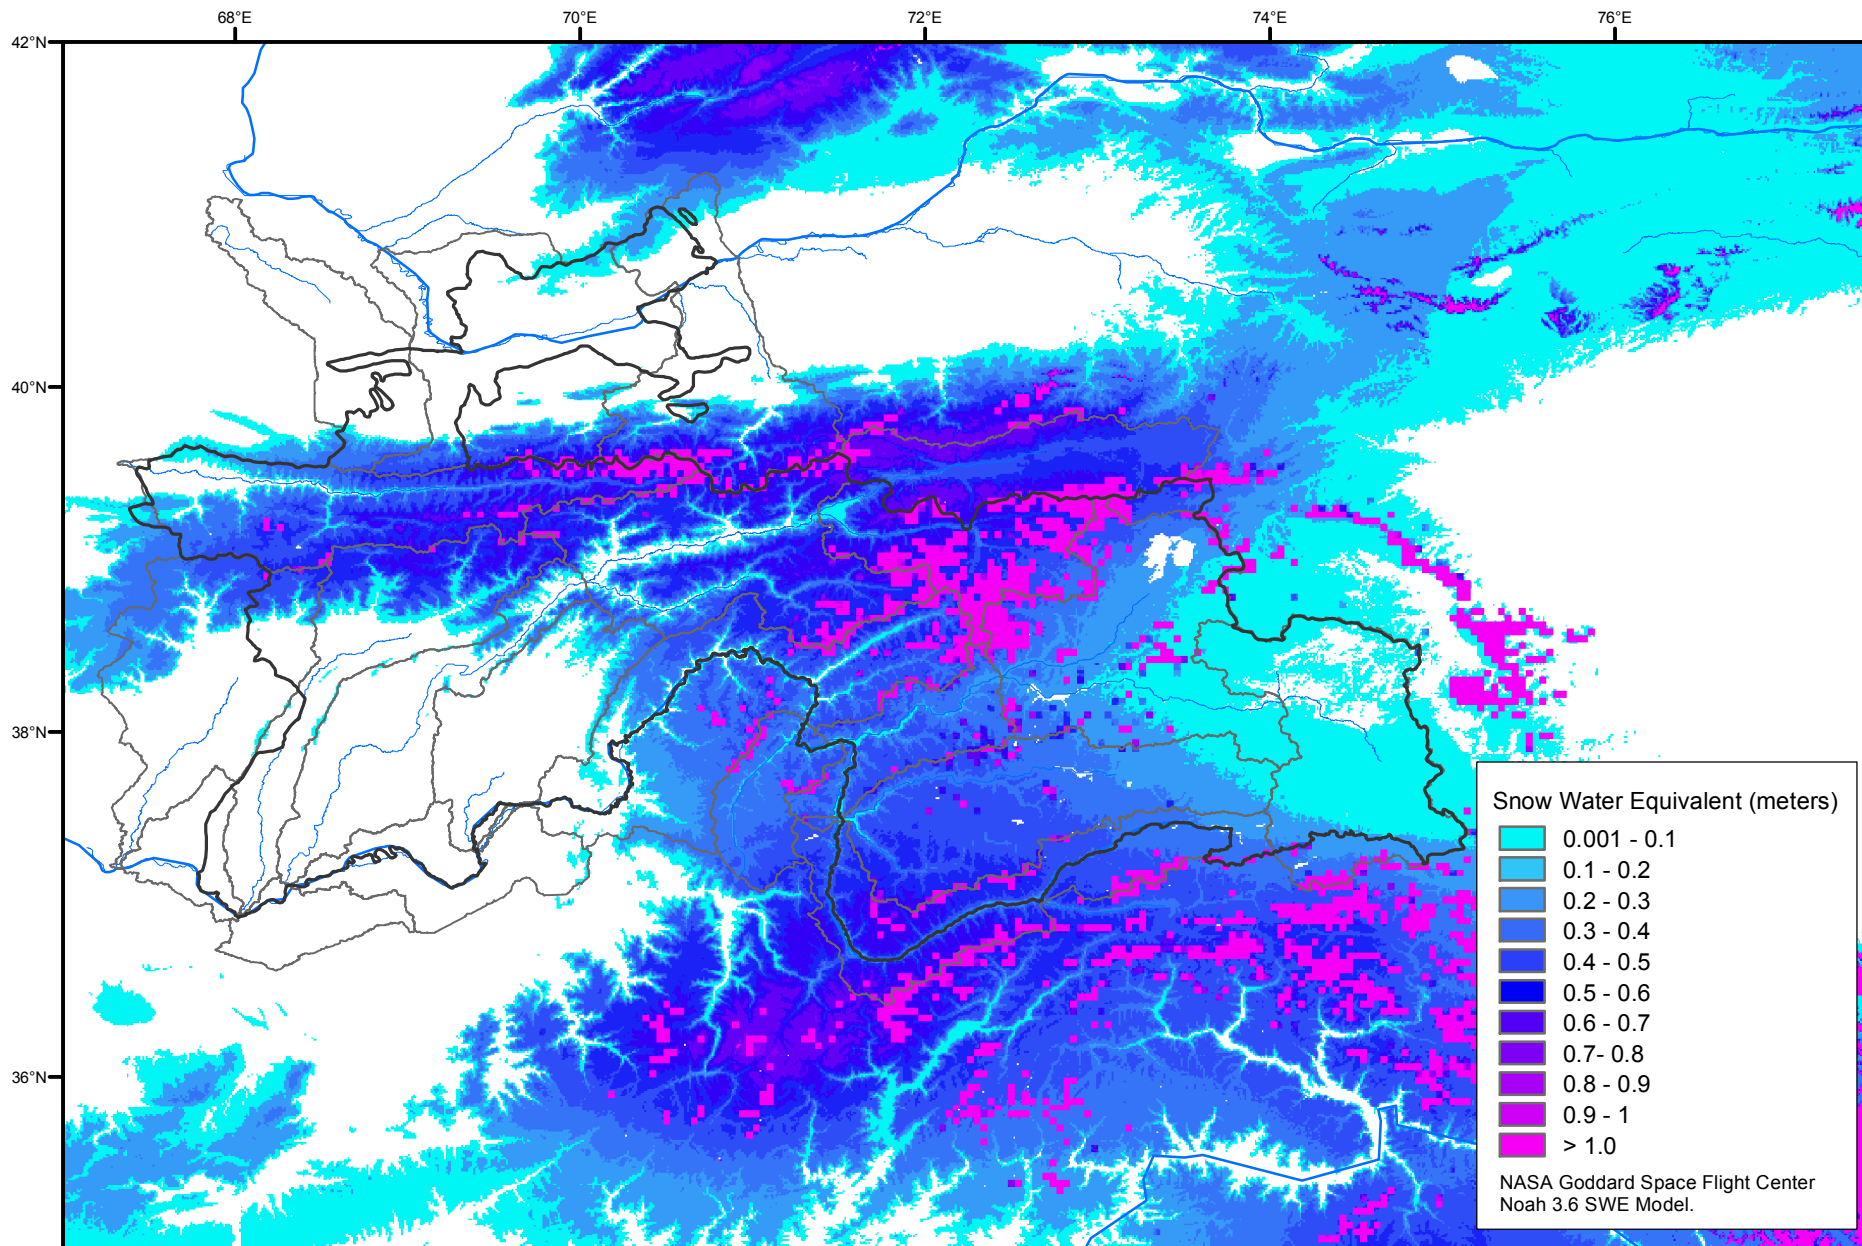 68°E 70°E 72°E 74°E 76°E
42°N
40°N
38°N
36°N
Snow Water Equivalent (meters)
0.001 - 0.1
0.1 - 0.2
0.2 - 0.3
0.3 - 0.4
0.4 - 0.5
0.5 - 0.6
0.6 - 0.7
0.7- 0.8
0.8 - 0.9
0.9 - 1
> 1.0
NASA Goddard Space Flight Center
Noah 3.6 SWE Model.